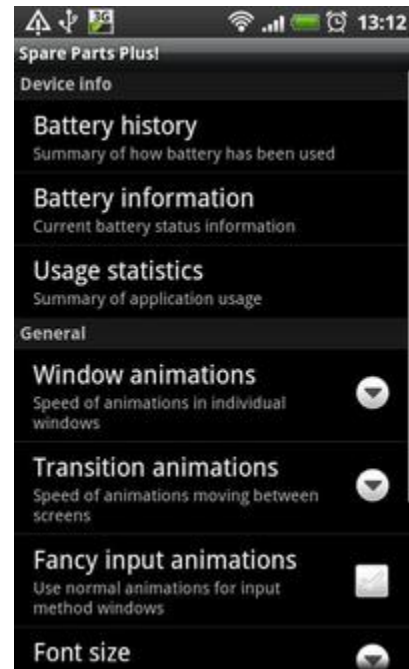 3G
13:12
Spare Parts Plus!
Device info
Battery history
Summary of how battery has been used
Battery information
Current battery status information
Usage statistics
Summary of application usage
General
Window animations
Speed of animations in individual
windows
Transition animations
Speed of animations moving between
screens
Fancy input animations
Use normal animations for input
method windows
Font size